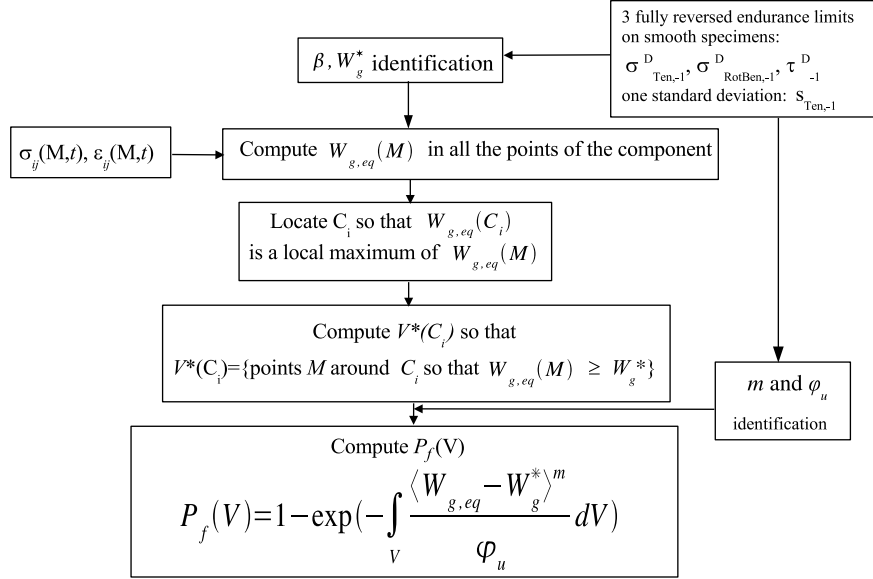 3 fully reversed endurance limits
on smooth specimens:
σ^D_Ten,-1, σ^D_RotBen,-1, τ^D_-1
one standard deviation: s_Ten,-1
β, W_g^* identification
σ_ij(M,t), ε_ij(M,t)
Compute W_g,eq(M) in all the points of the component
Locate C_i so that W_g,eq(C_i)
is a local maximum of W_g,eq(M)
Compute V*(C_i) so that
V*(C_i)={points M around C_i so that W_g,eq(M) ≥ W_g*}
m and φ_u
identification
Compute P_f(V)
P_f(V)=1−exp(−∫_V ⟨W_g,eq−W_g^*⟩^m / φ_u dV)